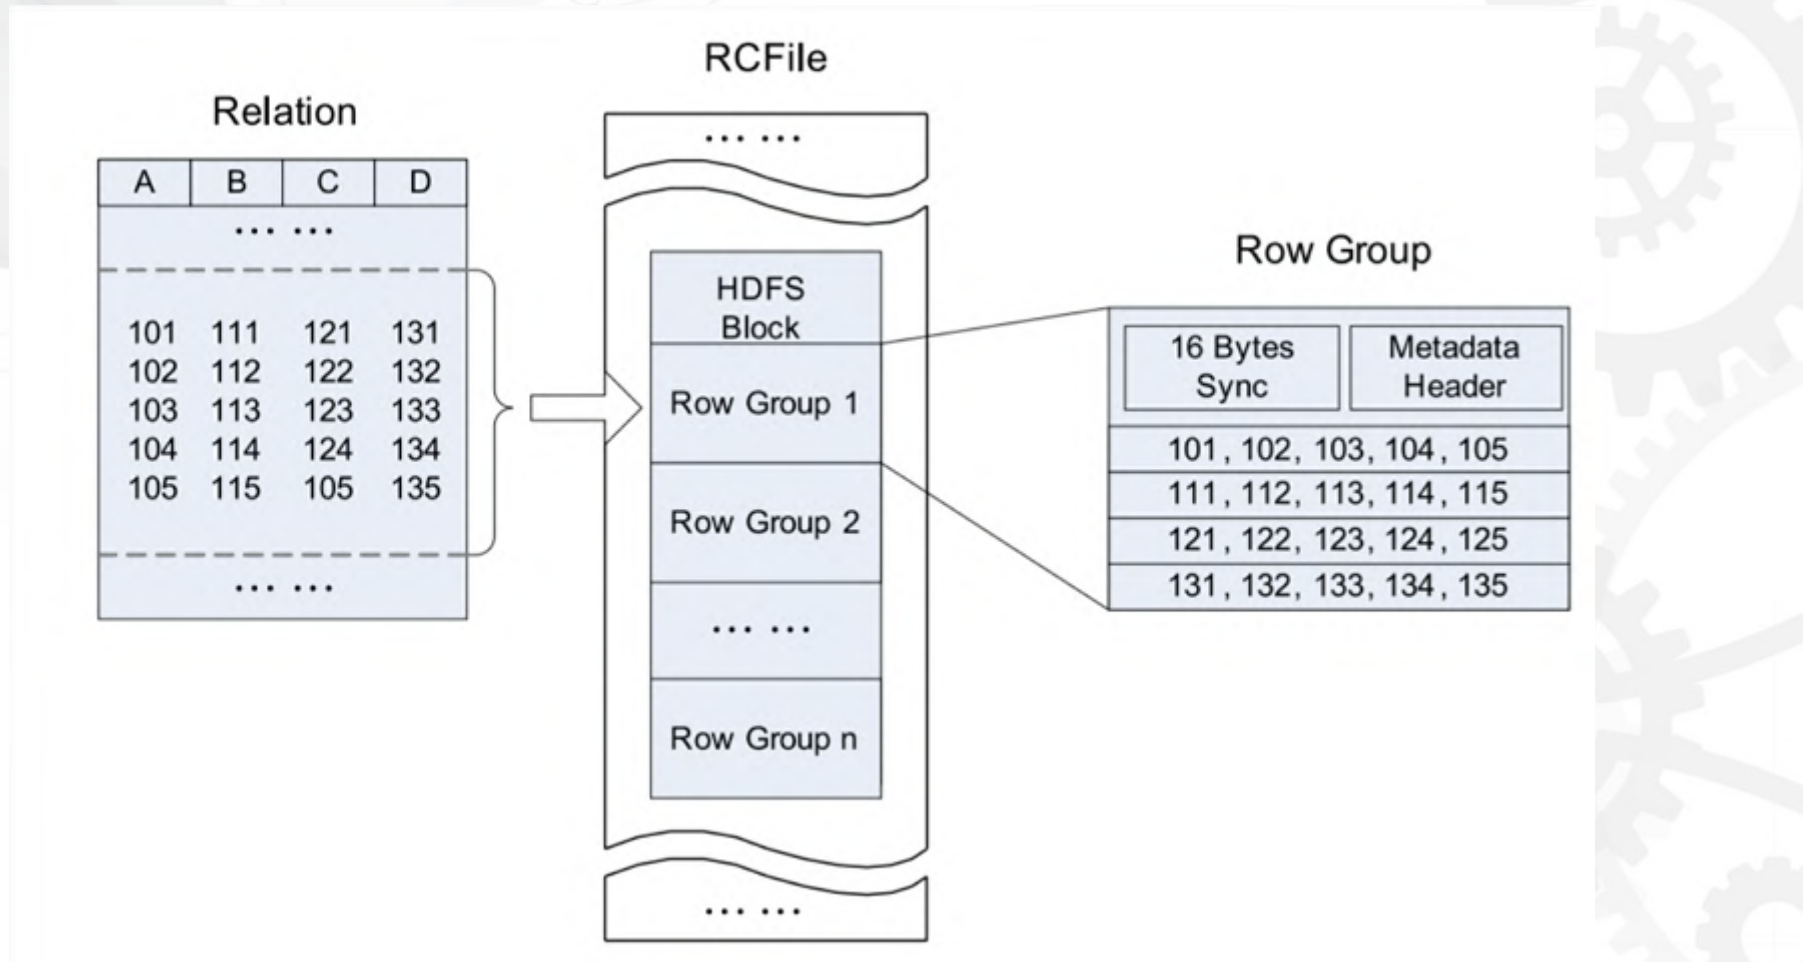 Relation
A B C D
... ...
101 111 121 131
102 112 122 132
103 113 123 133
104 114 124 134
105 115 105 135
... ...
RCFile
... ...
HDFS
Block
Row Group 1
Row Group 2
... ...
Row Group n
... ...
Row Group
16 Bytes
Sync
Metadata
Header
101, 102, 103, 104, 105
111, 112, 113, 114, 115
121, 122, 123, 124, 125
131, 132, 133, 134, 135